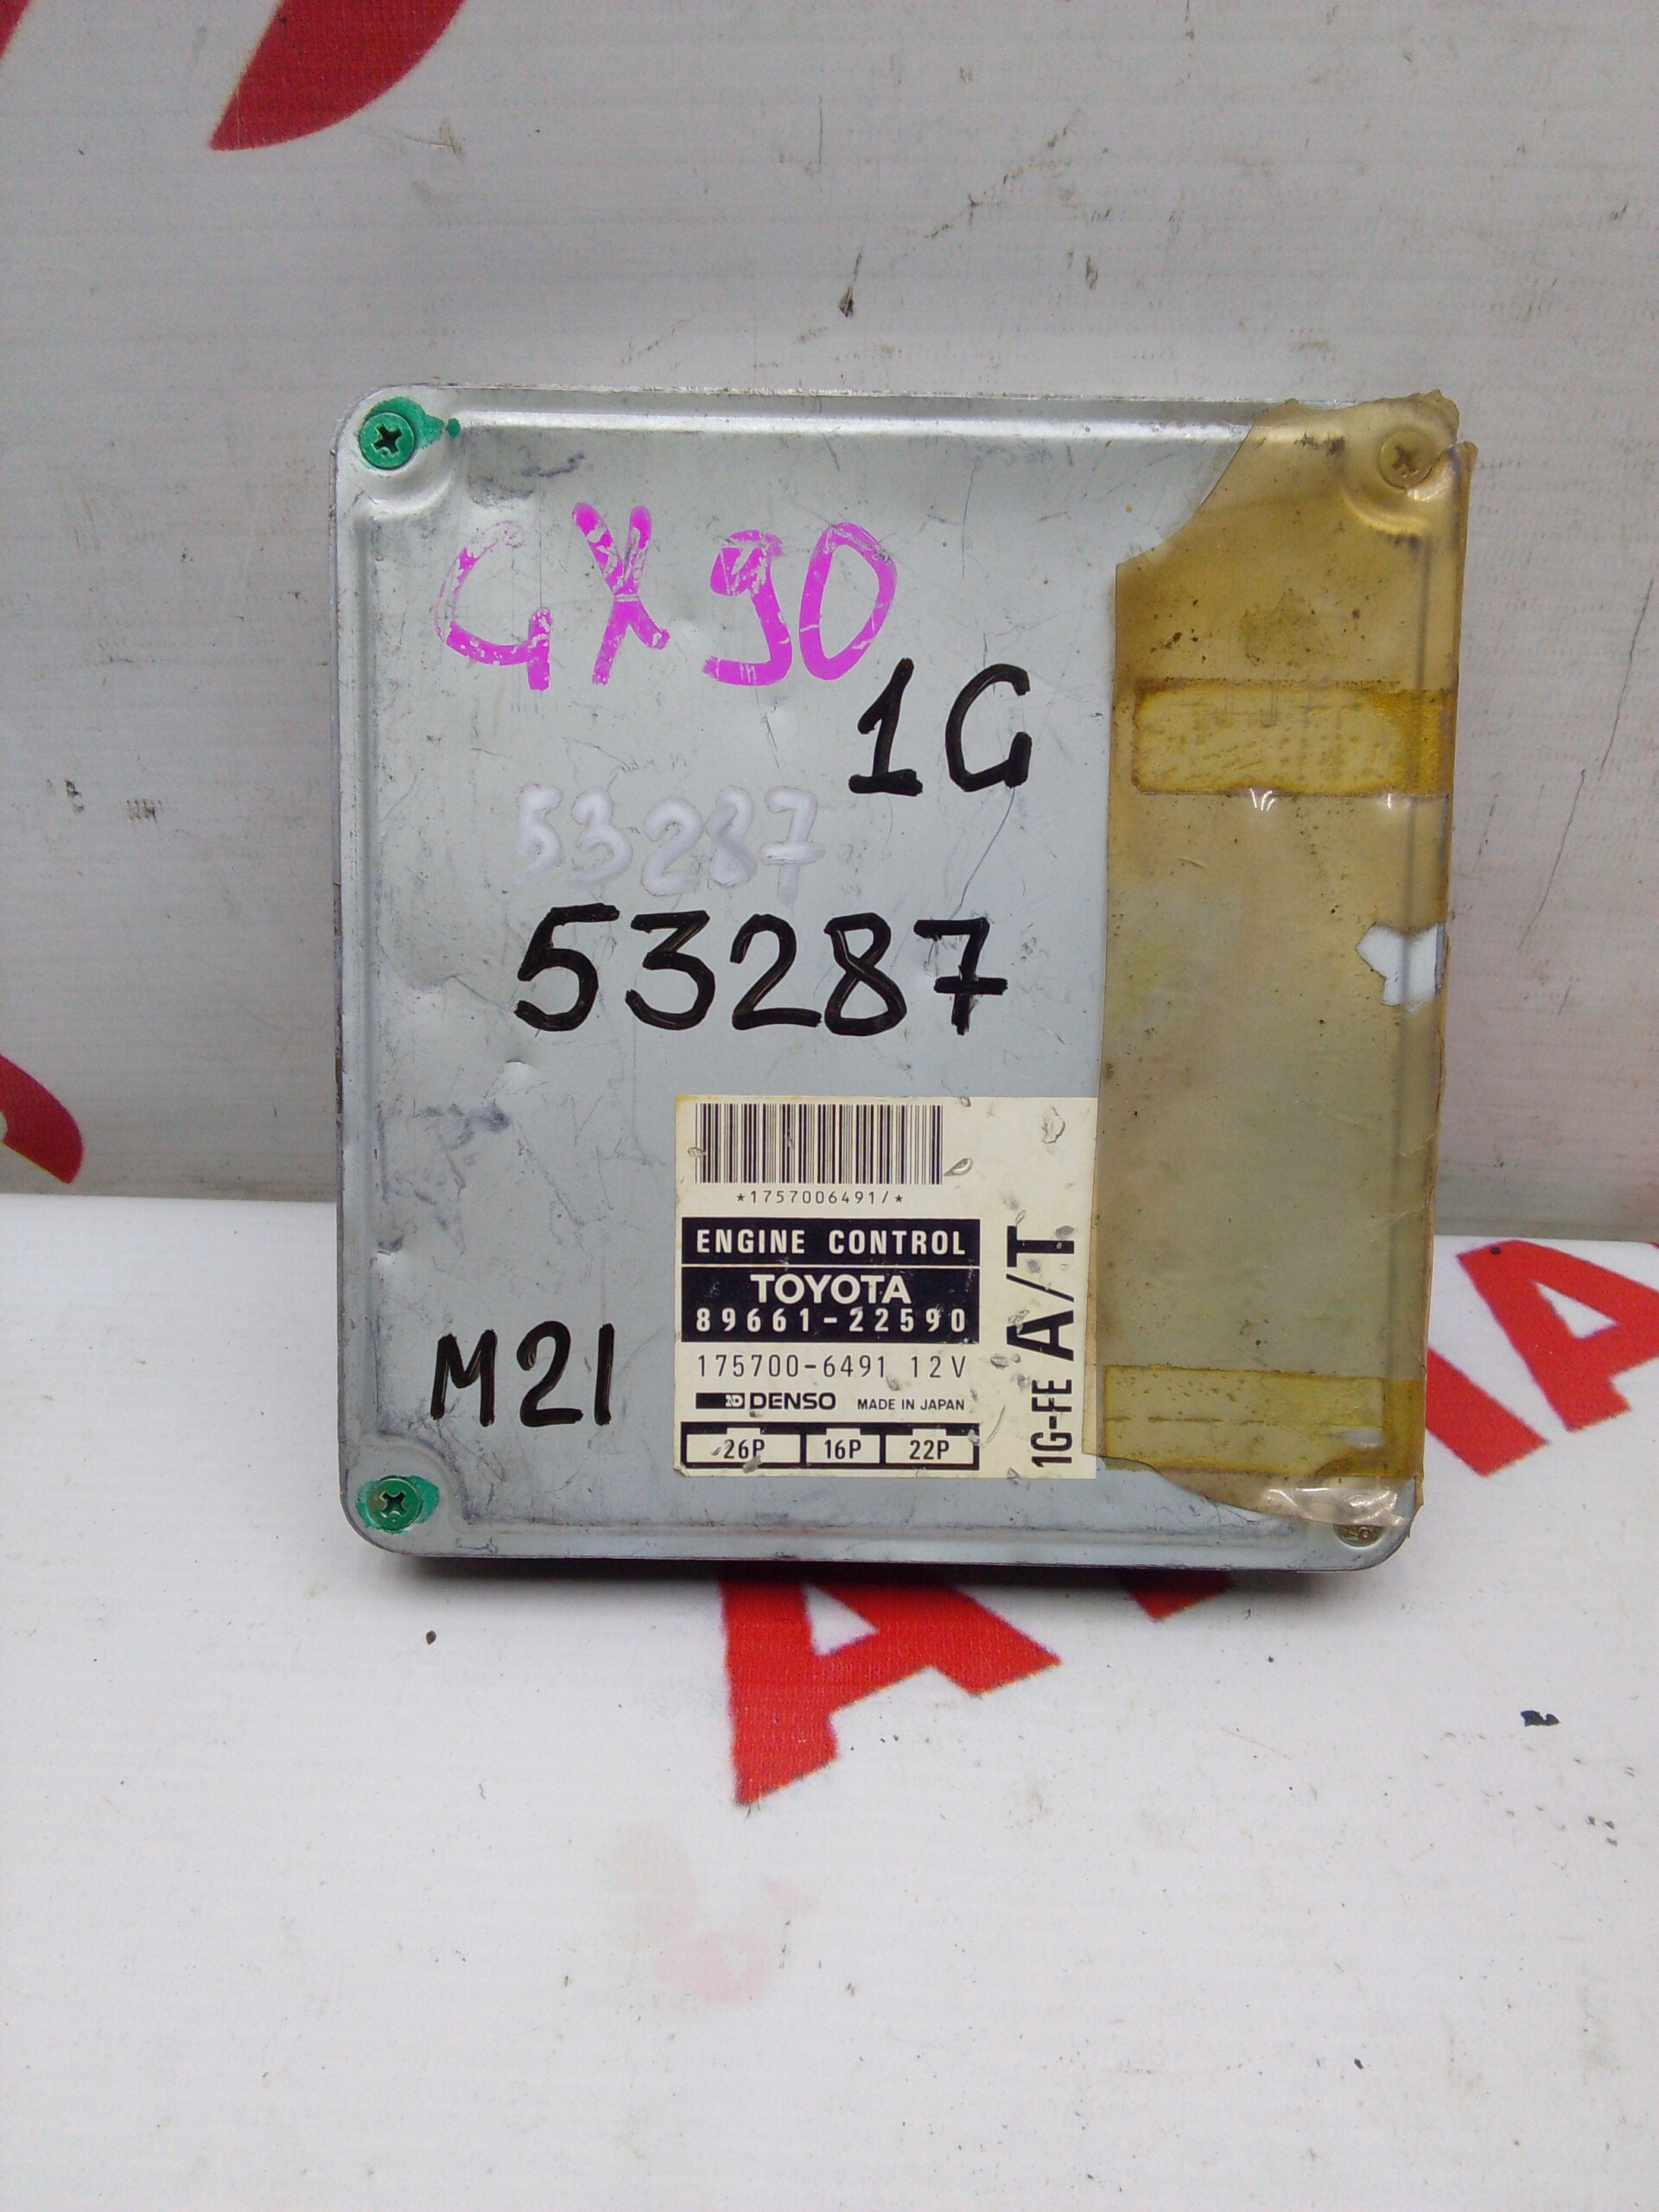 GX90
1G
53287
53287
M21
*1757006491/*
ENGINE CONTROL
TOYOTA
89661-22590
175700-6491 12V
DENSO MADE IN JAPAN
26P 16P 22P
1G-FE A/T